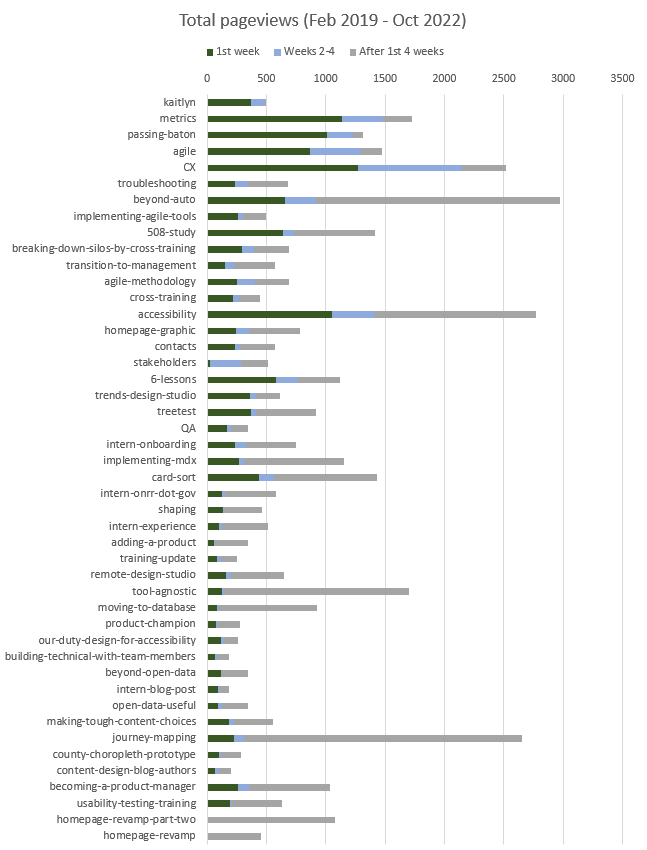 Total pageviews (Feb 2019 - Oct 2022)
1st week Weeks 2-4 After 1st 4 weeks
0 500 1000 1500 2000 2500 3000 3500
kaitlyn
metrics
passing-baton
agile
CX
troubleshooting
beyond-auto
implementing-agile-tools
508-study
breaking-down-silos-by-cross-training
transition-to-management
agile-methodology
cross-training
accessibility
homepage-graphic
contacts
stakeholders
6-lessons
trends-design-studio
treetest
QA
intern-onboarding
implementing-mdx
card-sort
intern-onrr-dot-gov
shaping
intern-experience
adding-a-product
training-update
remote-design-studio
tool-agnostic
moving-to-database
product-champion
our-duty-design-for-accessibility
building-technical-with-team-members
beyond-open-data
intern-blog-post
open-data-useful
making-tough-content-choices
journey-mapping
county-choropleth-prototype
content-design-blog-authors
becoming-a-product-manager
usability-testing-training
homepage-revamp-part-two
homepage-revamp